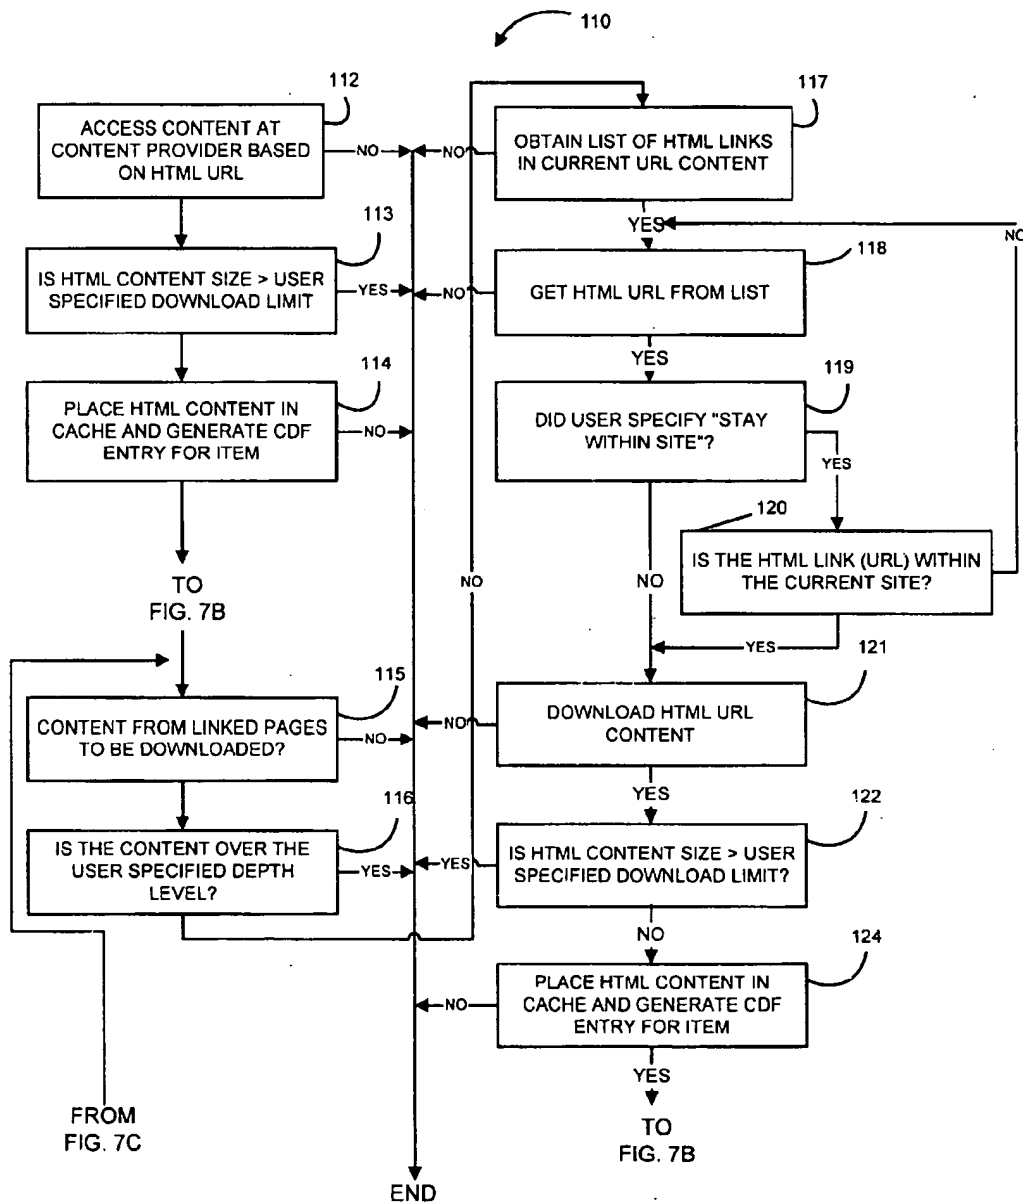 110
112
ACCESS CONTENT AT
CONTENT PROVIDER BASED
ON HTML URL
NO
113
IS HTML CONTENT SIZE > USER
SPECIFIED DOWNLOAD LIMIT
YES
114
PLACE HTML CONTENT IN
CACHE AND GENERATE CDF
ENTRY FOR ITEM
NO
TO
FIG. 7B
115
CONTENT FROM LINKED PAGES
TO BE DOWNLOADED?
NO
116
IS THE CONTENT OVER THE
USER SPECIFIED DEPTH
LEVEL?
YES
NO
FROM
FIG. 7C
117
OBTAIN LIST OF HTML LINKS
IN CURRENT URL CONTENT
NO
YES
NO
118
GET HTML URL FROM LIST
NO
YES
119
DID USER SPECIFY "STAY
WITHIN SITE"?
YES
120
IS THE HTML LINK (URL) WITHIN
THE CURRENT SITE?
NO
YES
121
DOWNLOAD HTML URL
CONTENT
NO
YES
122
IS HTML CONTENT SIZE > USER
SPECIFIED DOWNLOAD LIMIT?
YES
NO
124
PLACE HTML CONTENT IN
CACHE AND GENERATE CDF
ENTRY FOR ITEM
NO
YES
TO
FIG. 7B
END